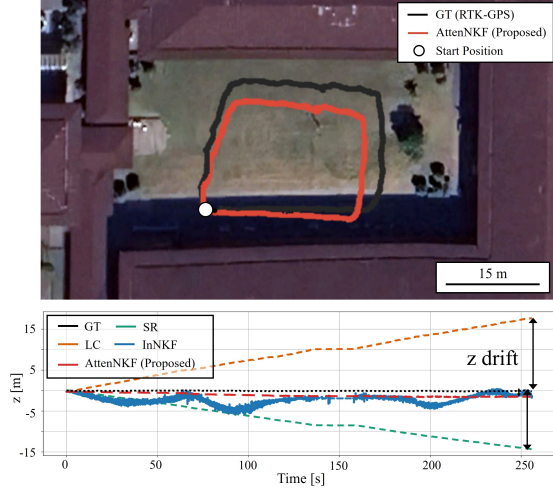 GT (RTK-GPS)
AttenNKF (Proposed)
Start Position
15 m
GT
SR
LC
InNKF
AttenNKF (Proposed)
z drift
z [m]
15
5
-5
-15
0
50
100
150
200
250
Time [s]